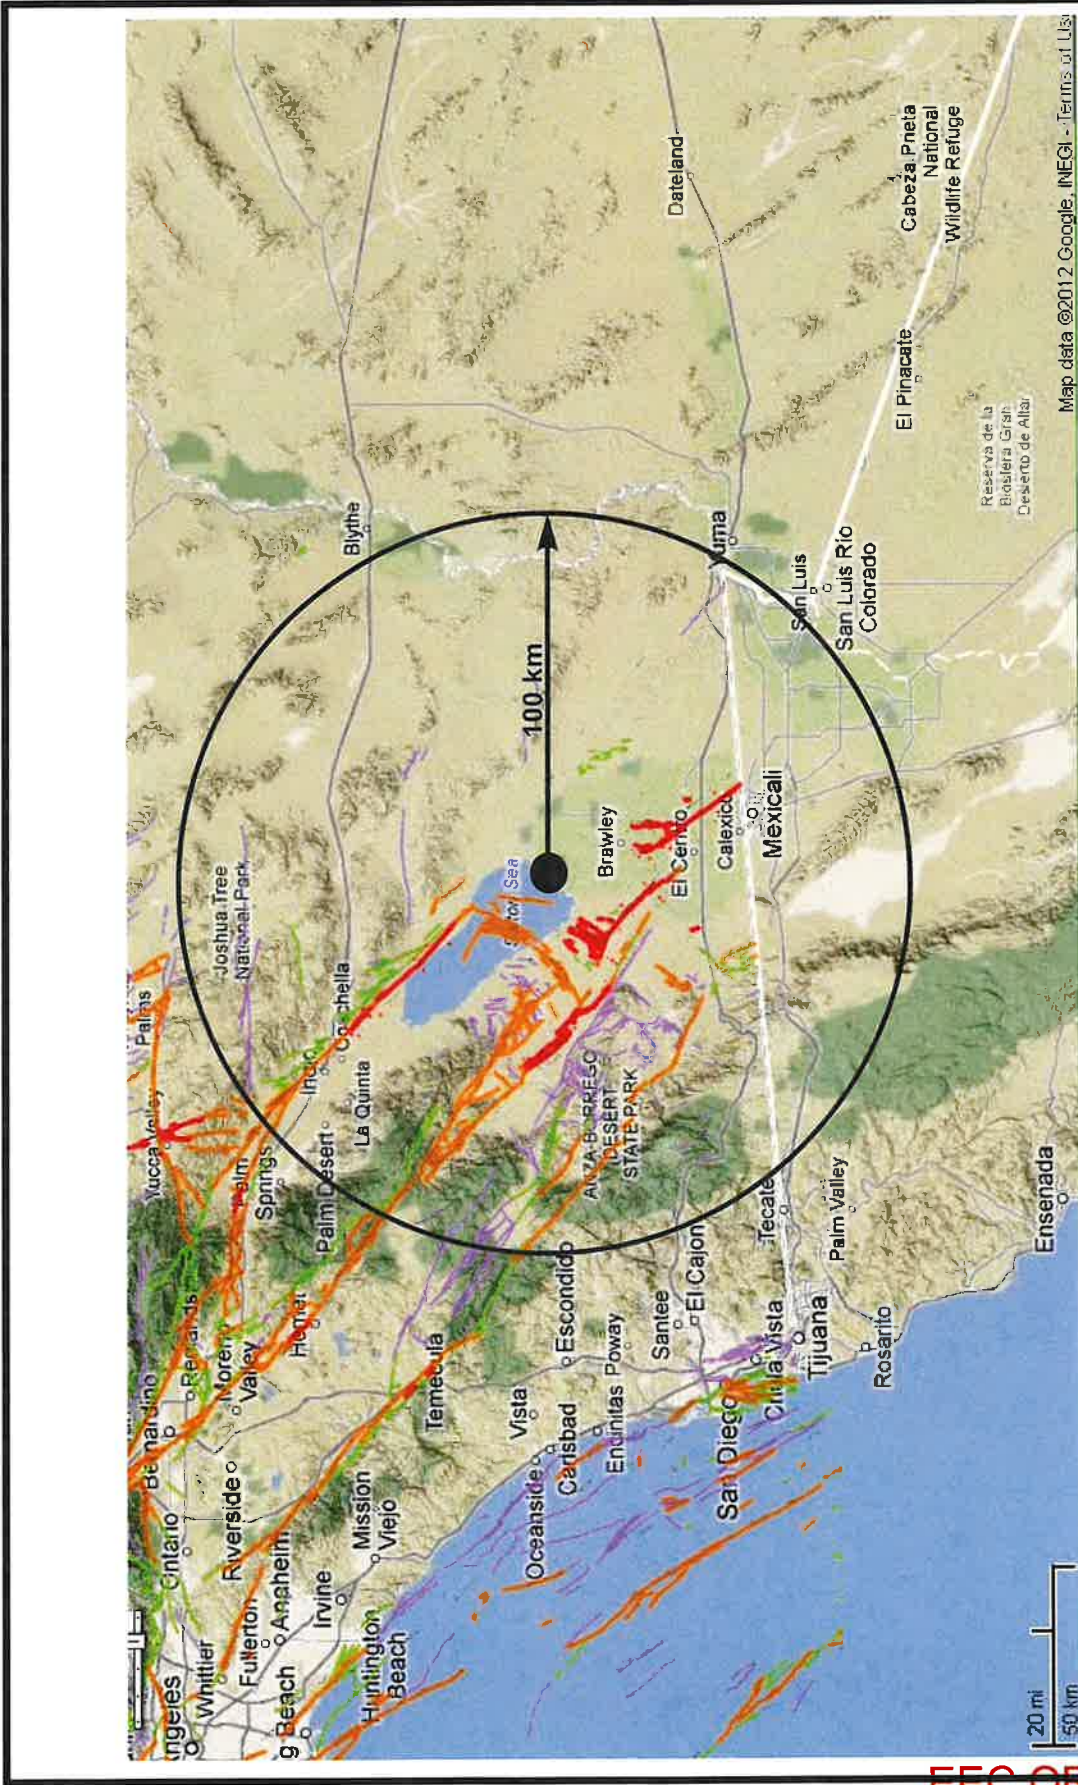 Angeles
Whittier
Fullerton
Anaheim
g Beach
Huntington
Beach
Irvine
Ontario
Riverside
Bernardino
Redlands
Moreno
Valley
Hemet
Mission
Viejo
Temecula
Yucca Valley
Palms
Palm
Springs
Palm Desert
Indio
Coachella
La Quinta
Joshua Tree
National Park
Blythe
Salton Sea
100 km
Oceanside
Vista
Carlsbad
Encinitas
Escondido
Poway
Santee
El Cajon
San Diego
Chula Vista
Tijuana
Rosarito
Tecate
Palm Valley
Ensenada
ANZA-BORREGO
DESERT
STATE PARK
Brawley
El Centro
Calexico
Mexicali
Yuma
San Luis
San Luis Río
Colorado
Dateland
El Pinacate
Cabeza Prieta
National
Wildlife Refuge
Reserva de la
Biosfera Gran
Desierto de Altar
20 mi
50 km
Map data ©2012 Google, INEGI - Terms of Use